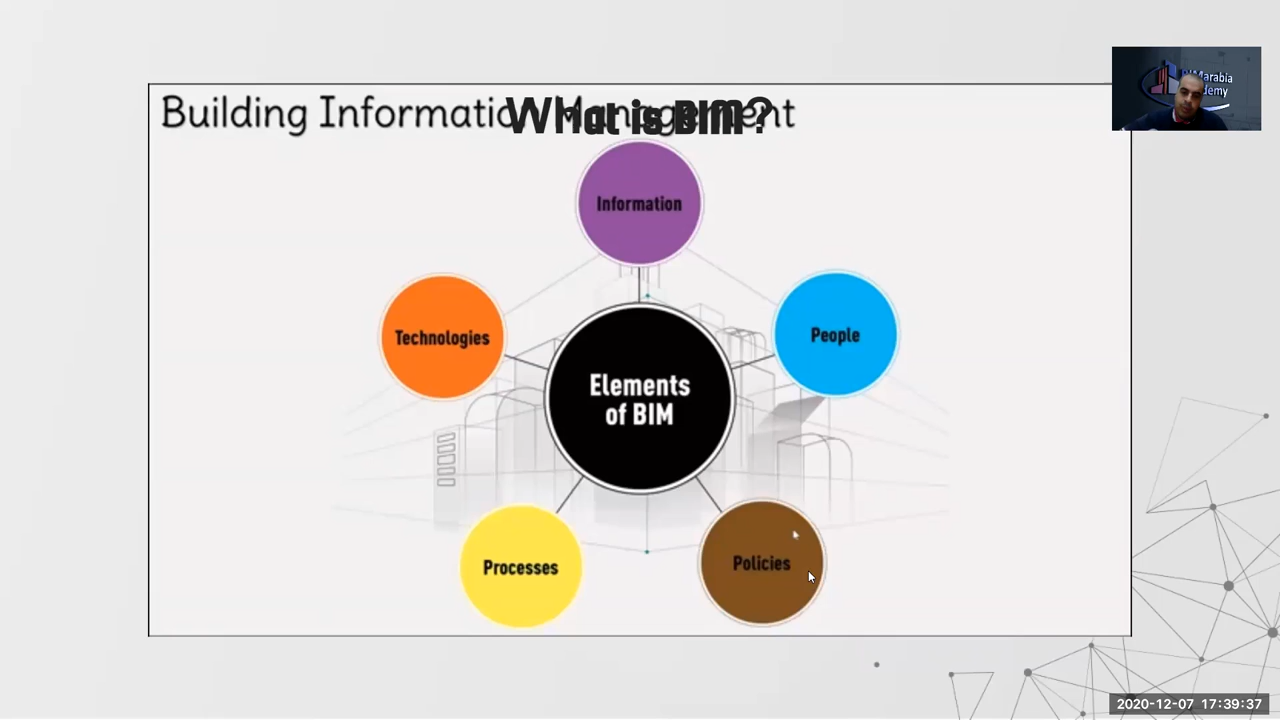 Building Information Management
What is BIM?
BIMarabia
Academy
Information
Technologies
People
Elements
of BIM
Processes
Policies
2020-12-07 17:39:37